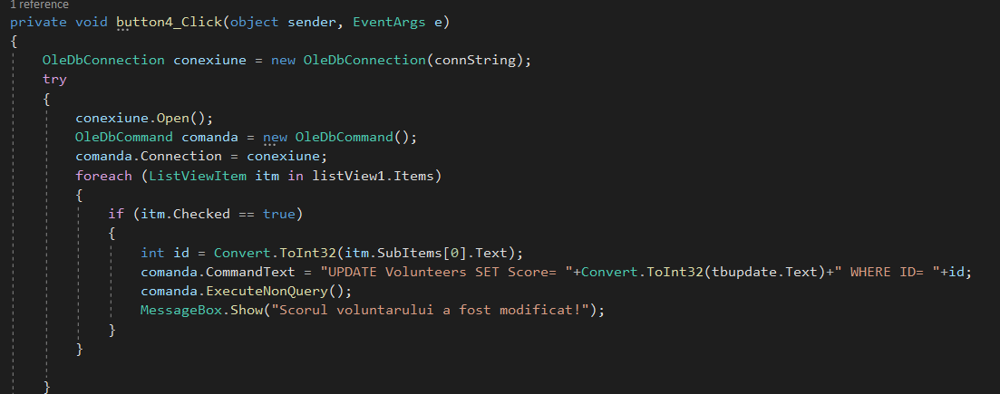 1 reference
private void button4_Click(object sender, EventArgs e)
{
OleDbConnection conexiune = new OleDbConnection(connString);
try
{
conexiune.Open();
OleDbCommand comanda = new OleDbCommand();
comanda.Connection = conexiune;
foreach (ListViewItem itm in listView1.Items)
{
if (itm.Checked == true)
{
int id = Convert.ToInt32(itm.SubItems[0].Text);
comanda.CommandText = "UPDATE Volunteers SET Score= "+Convert.ToInt32(tbupdate.Text)+" WHERE ID= "+id;
comanda.ExecuteNonQuery();
MessageBox.Show("Scorul voluntarului a fost modificat!");
}
}
}